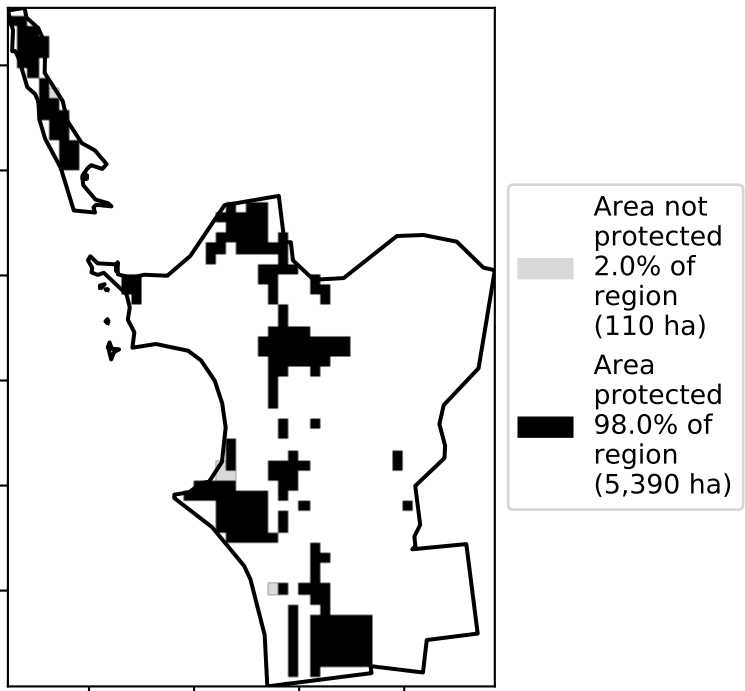 Area not
protected
2.0% of
region
(110 ha)
Area
protected
98.0% of
region
(5,390 ha)